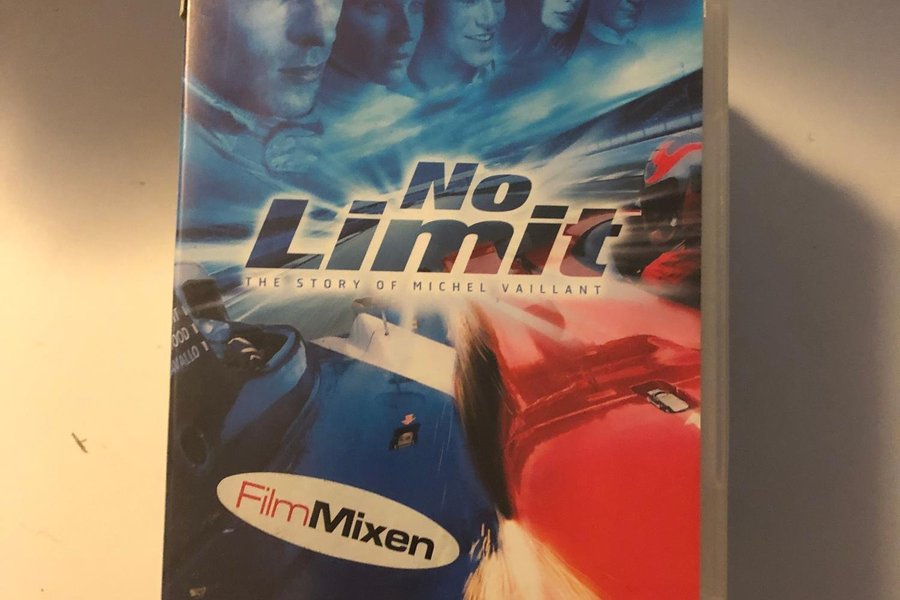 No
Limit
THE STORY OF MICHEL VAILLANT
FilmMixen